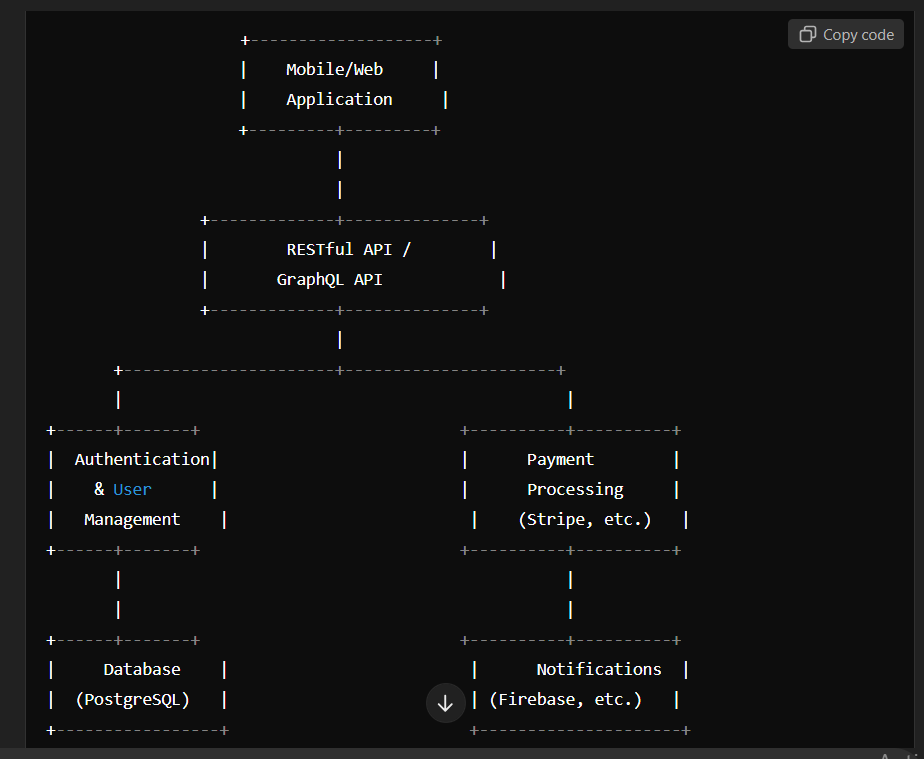 Copy code
+-------------------+
|    Mobile/Web     |
|    Application     |
+---------+---------+
|
|
+-------------+--------------+
|        RESTful API /        |
|       GraphQL API            |
+-------------+--------------+
|
+----------------------+----------------------+
|                                              |
+------+-------+                           +----------+----------+
|  Authentication|                         |      Payment        |
|    & User      |                         |      Processing     |
|   Management    |                         |    (Stripe, etc.)   |
+------+-------+                           +----------+----------+
|                                              |
|                                              |
+------+-------+                           +----------+----------+
|     Database    |                         |      Notifications  |
|  (PostgreSQL)   |                         | (Firebase, etc.)   |
+-----------------+                         +---------------------+